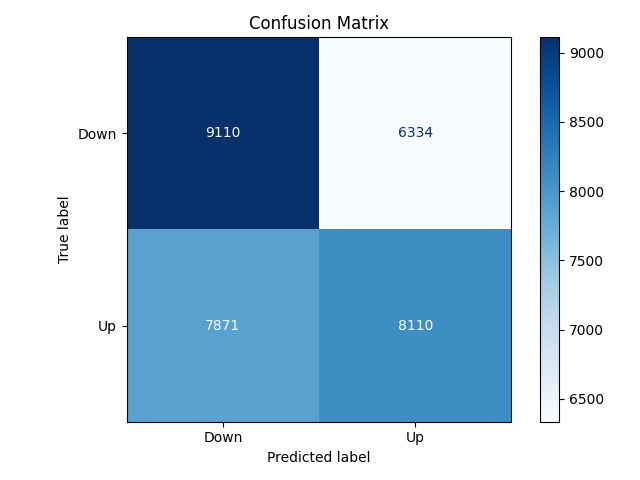 Confusion Matrix
True label
Down
9110
6334
Up
7871
8110
Down
Up
Predicted label
9000
8500
8000
7500
7000
6500